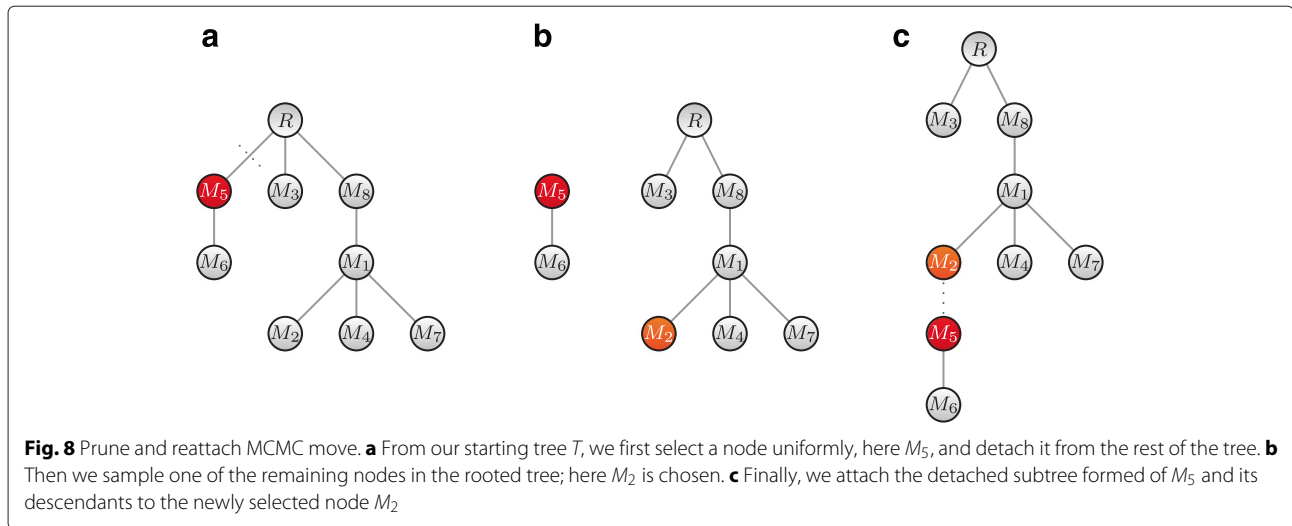 a b c
R
M5 M3 M8
M6 M1
M2 M4 M7
R
M5 M3 M8
M6 M1
M2 M4 M7
R
M3 M8
M1
M2 M4 M7
M5
M6
Fig. 8 Prune and reattach MCMC move. a From our starting tree T, we first select a node uniformly, here M5, and detach it from the rest of the tree. b
Then we sample one of the remaining nodes in the rooted tree; here M2 is chosen. c Finally, we attach the detached subtree formed of M5 and its
descendants to the newly selected node M2